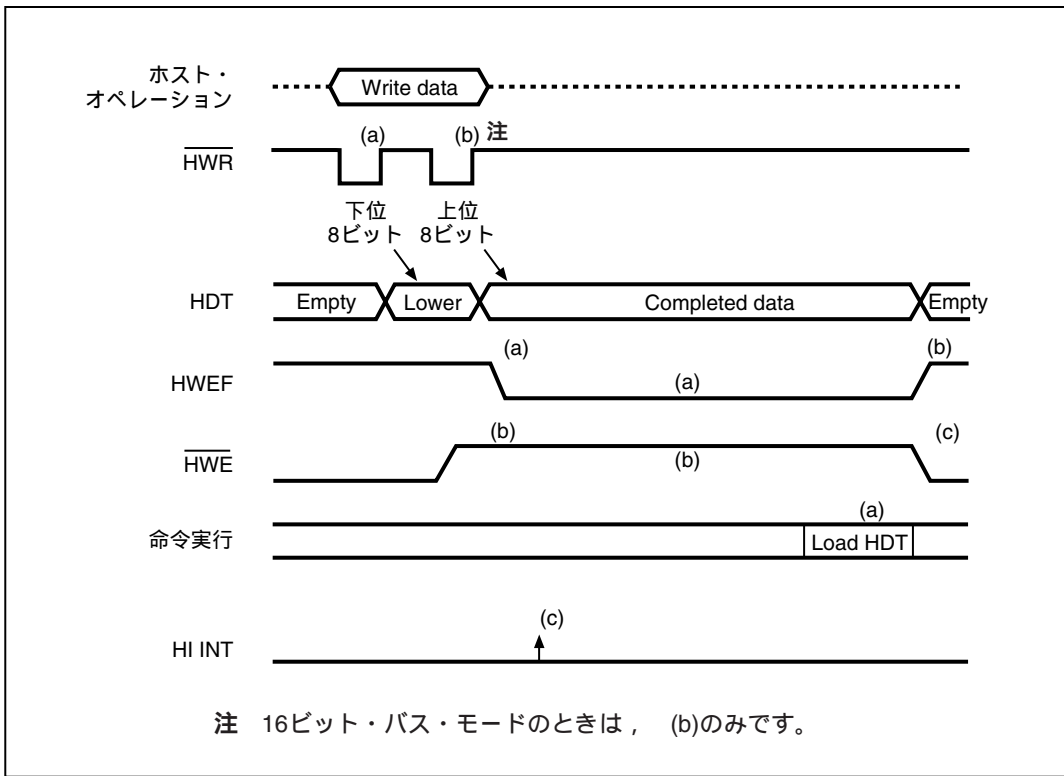 ホスト・
オペレーション
Write data
HWR
(a)
(b) 注
下位
8ビット
上位
8ビット
HDT
Empty
Lower
Completed data
Empty
HWEF
(a)
(a)
(b)
HWE
(b)
(b)
(c)
命令実行
(a)
Load HDT
HI INT
(c)
注 16ビット・バス・モードのときは， (b)のみです。